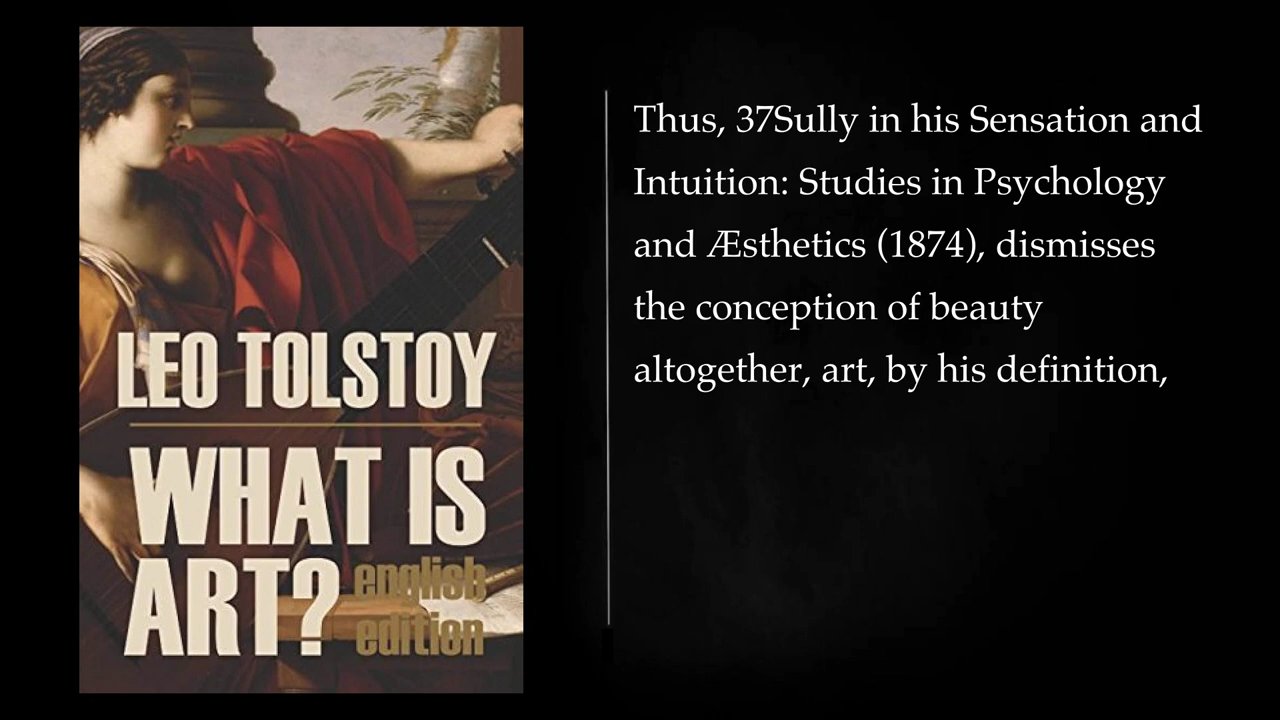 LEO TOLSTOY
WHAT IS
ART?
english
edition
Thus, 37Sully in his Sensation and
Intuition: Studies in Psychology
and Æsthetics (1874), dismisses
the conception of beauty
altogether, art, by his definition,